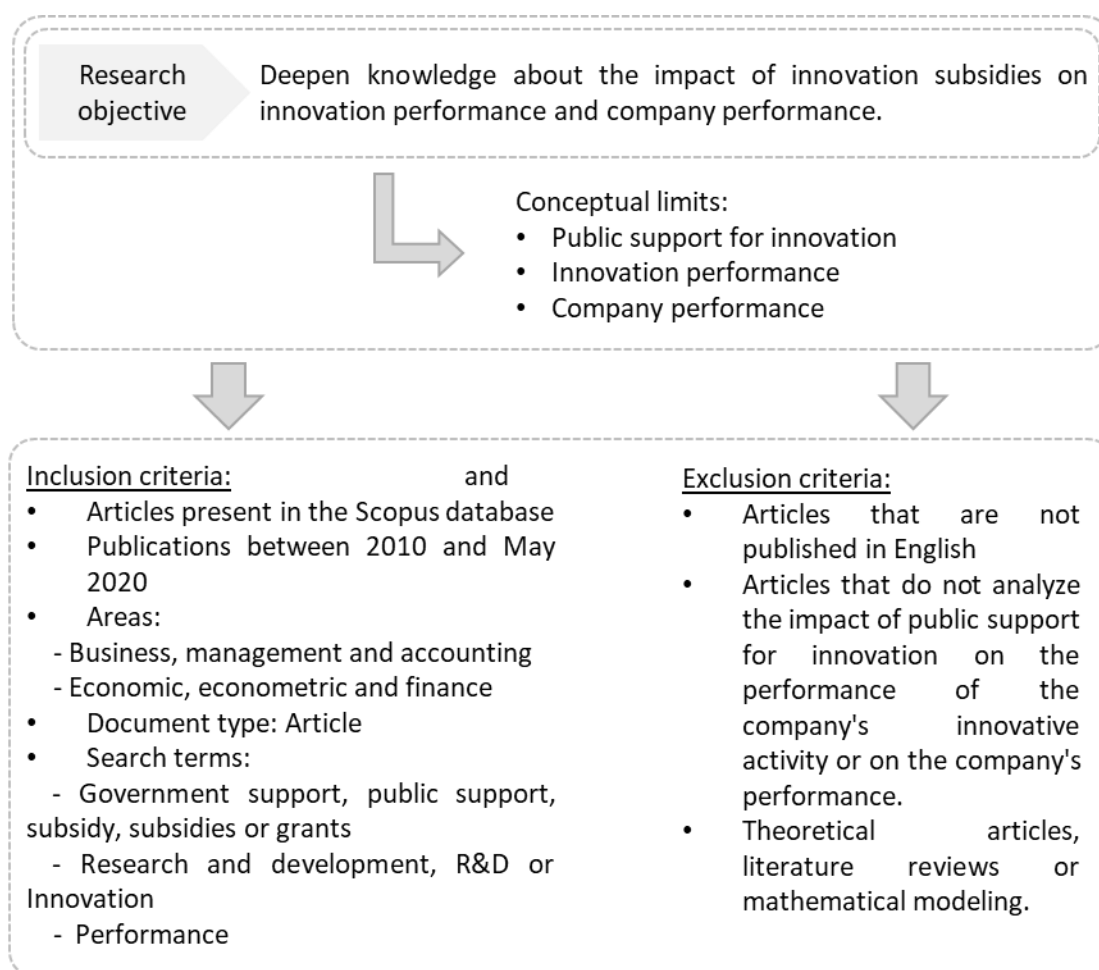 Research
objective
Deepen knowledge about the impact of innovation subsidies on
innovation performance and company performance.
Conceptual limits:
• Public support for innovation
• Innovation performance
• Company performance
Inclusion criteria: and
• Articles present in the Scopus database
• Publications between 2010 and May
2020
• Areas:
- Business, management and accounting
- Economic, econometric and finance
• Document type: Article
• Search terms:
- Government support, public support,
subsidy, subsidies or grants
- Research and development, R&D or
Innovation
- Performance
Exclusion criteria:
• Articles that are not
published in English
• Articles that do not analyze
the impact of public support
for innovation on the
performance of the
company's innovative
activity or on the company's
performance.
• Theoretical articles,
literature reviews or
mathematical modeling.